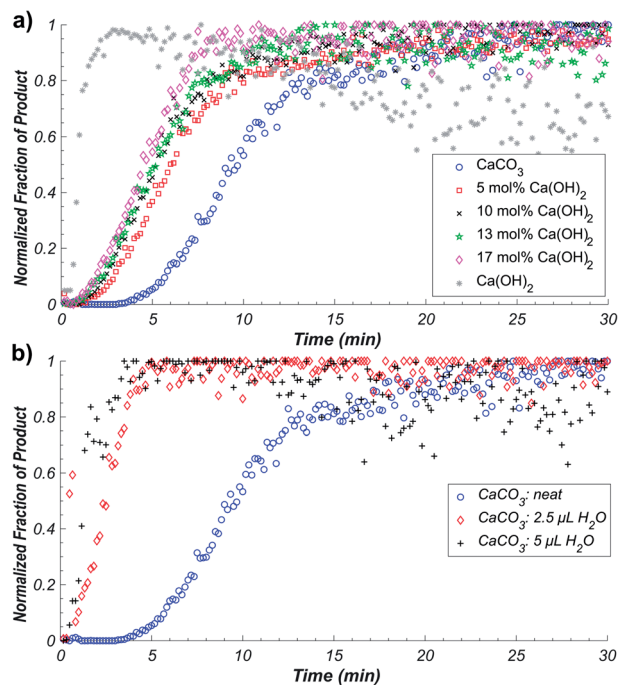 a)
Normalized Fraction of Product
1
0.8
0.6
0.4
0.2
0
CaCO3
5 mol% Ca(OH)2
10 mol% Ca(OH)2
13 mol% Ca(OH)2
17 mol% Ca(OH)2
Ca(OH)2
0 5 10 15 20 25 30
Time (min)
b)
Normalized Fraction of Product
1
0.8
0.6
0.4
0.2
0
CaCO3: neat
CaCO3: 2.5 µL H2O
CaCO3: 5 µL H2O
0 5 10 15 20 25 30
Time (min)